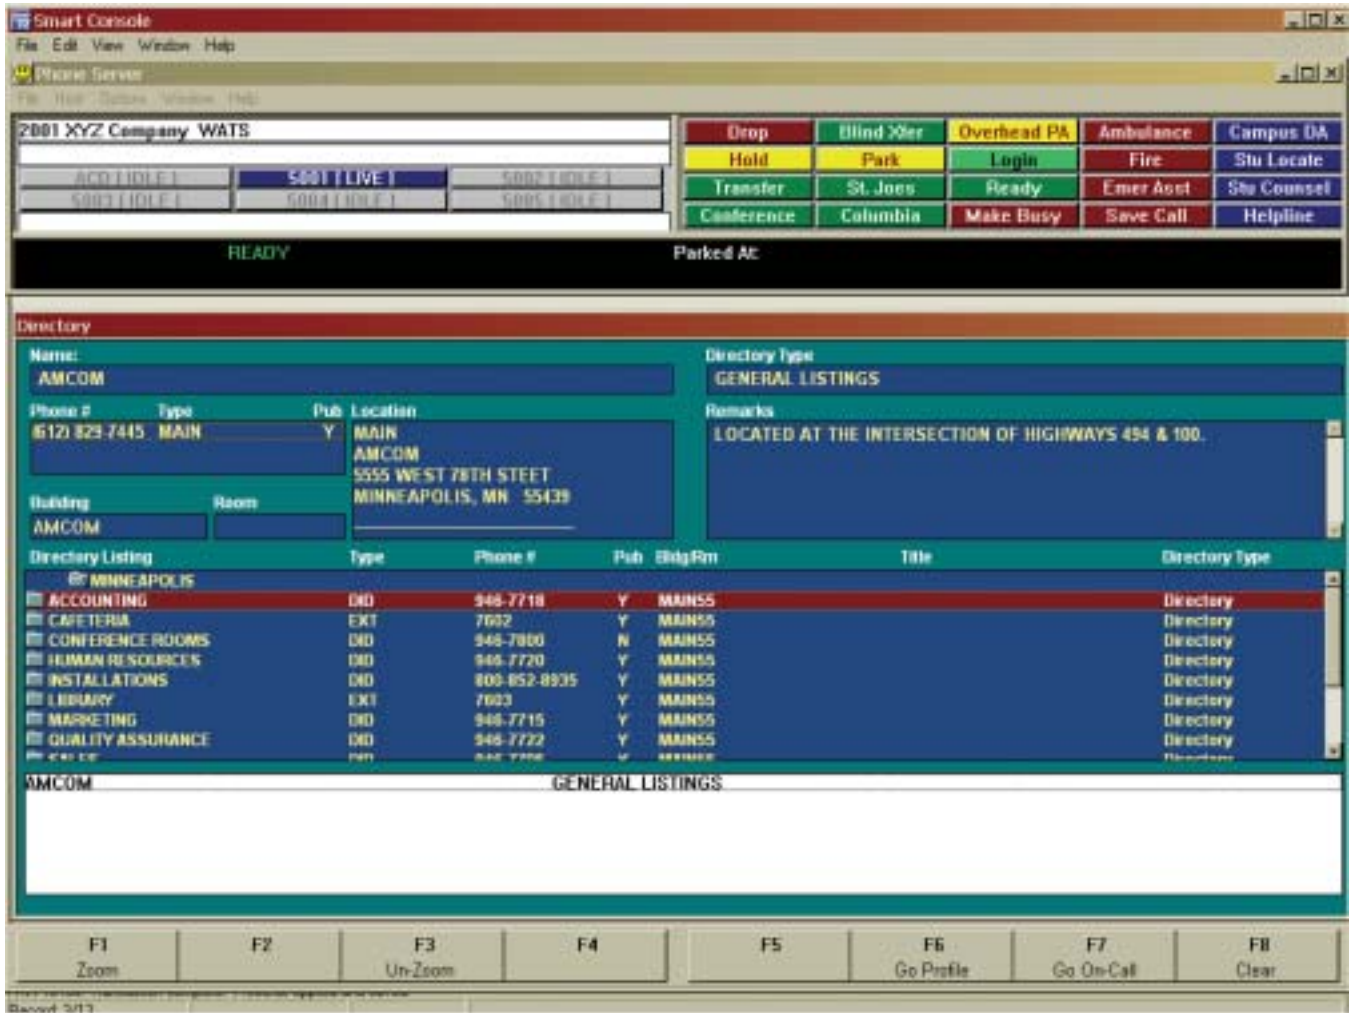 Smart Console
File Edit View Window Help
Phone Server
File Host Options Window Help
2001 XYZ Company WATS
ACD [ IDLE ] 5001 [ LIVE ] 5002 [ IDLE ]
5003 [ IDLE ] 5004 [ IDLE ] 5005 [ IDLE ]
Drop Blind Xfer Overhead PA Ambulance Campus DA
Hold Park Login Fire Stu Locate
Transfer St. Joes Ready Emer Asst Stu Counsel
Conference Columbia Make Busy Save Call Helpline
READY Parked At:
Directory
Name: Directory Type
AMCOM GENERAL LISTINGS
Phone # Type Pub Location Remarks
(612) 829-7445 MAIN Y MAIN LOCATED AT THE INTERSECTION OF HIGHWAYS 494 & 100.
AMCOM
5555 WEST 78TH STEET
MINNEAPOLIS, MN 55439
Building Room
AMCOM
Directory Listing Type Phone # Pub Bldg/Rm Title Directory Type
MINNEAPOLIS
ACCOUNTING DID 946-7718 Y MAIN55 Directory
CAFETERIA EXT 7602 Y MAIN55 Directory
CONFERENCE ROOMS DID 946-7800 N MAIN55 Directory
HUMAN RESOURCES DID 946-7720 Y MAIN55 Directory
INSTALLATIONS DID 800-852-8935 Y MAIN55 Directory
LIBRARY EXT 7603 Y MAIN55 Directory
MARKETING DID 946-7715 Y MAIN55 Directory
QUALITY ASSURANCE DID 946-7722 Y MAIN55 Directory
AMCOM GENERAL LISTINGS
F1 F2 F3 F4 F5 F6 F7 F8
Zoom Un-Zoom Go Profile Go On-Call Clear
Record: 3/13